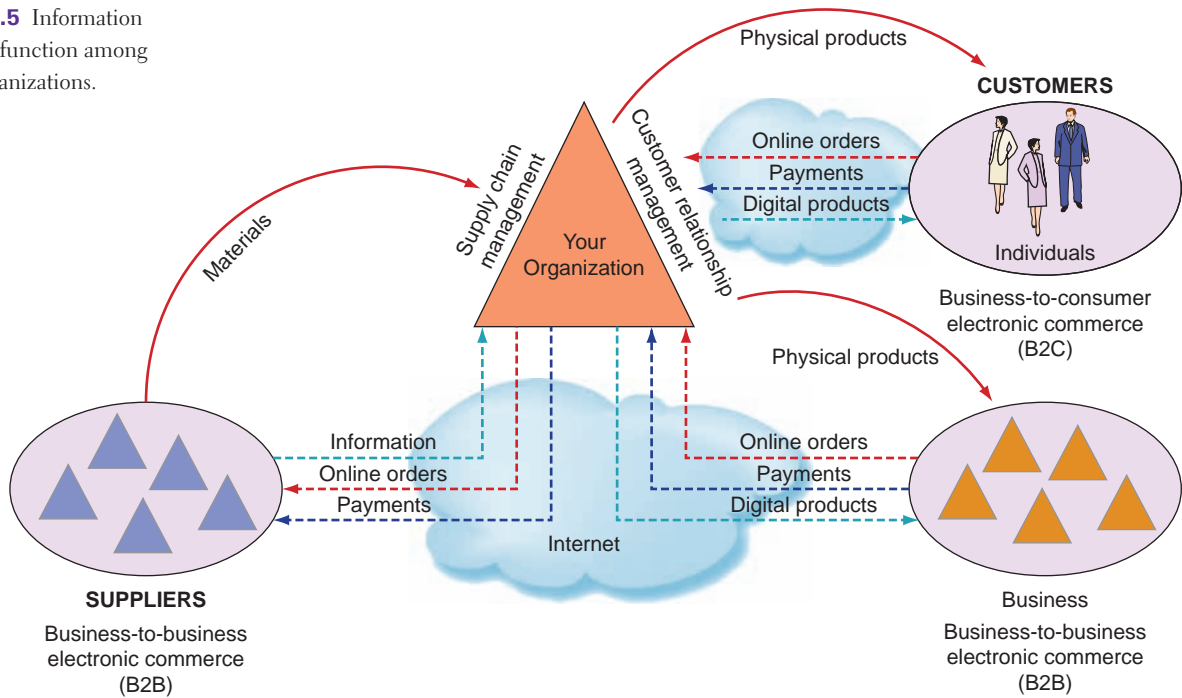 .5 Information
function among
anizations.
Physical products
CUSTOMERS
Online orders
Payments
Digital products
Individuals
Business-to-consumer
electronic commerce
(B2C)
Supply chain
management
Customer relationship
management
Your
Organization
Materials
Physical products
Information
Online orders
Payments
Internet
Online orders
Payments
Digital products
SUPPLIERS
Business-to-business
electronic commerce
(B2B)
Business
Business-to-business
electronic commerce
(B2B)